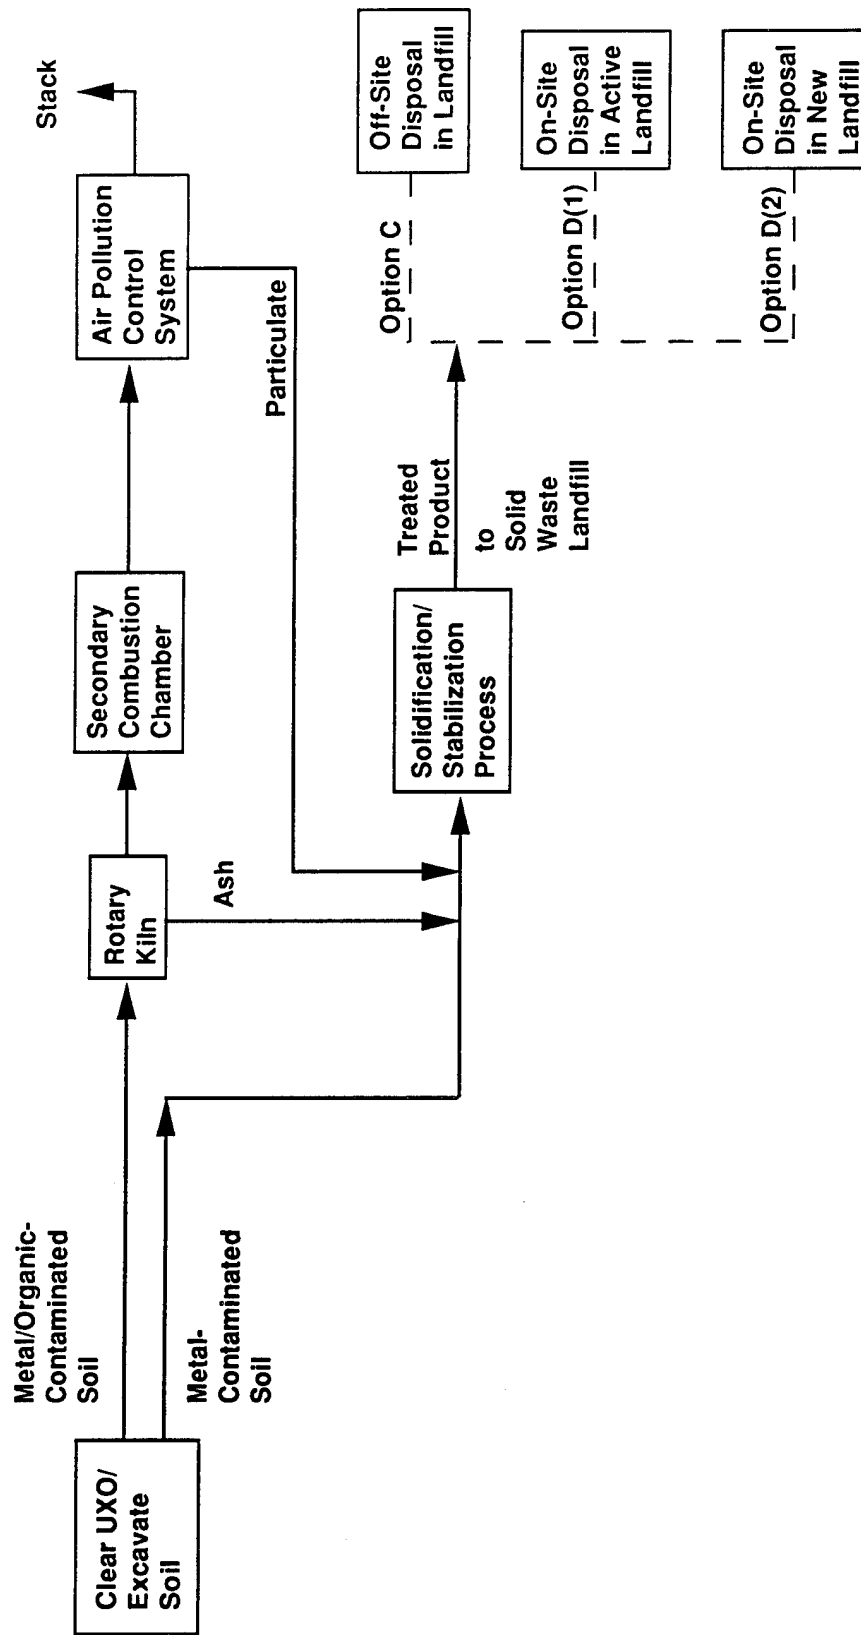 Clear UXO/
Excavate
Soil
Metal/Organic-
Contaminated
Soil
Metal-
Contaminated
Soil
Rotary
Kiln
Ash
Secondary
Combustion
Chamber
Air Pollution
Control
System
Stack
Particulate
Solidification/
Stabilization
Process
Treated
Product
to Solid
Waste
Landfill
Option C
Off-Site
Disposal
in Landfill
Option D(1)
On-Site
Disposal
in Active
Landfill
Option D(2)
On-Site
Disposal
in New
Landfill